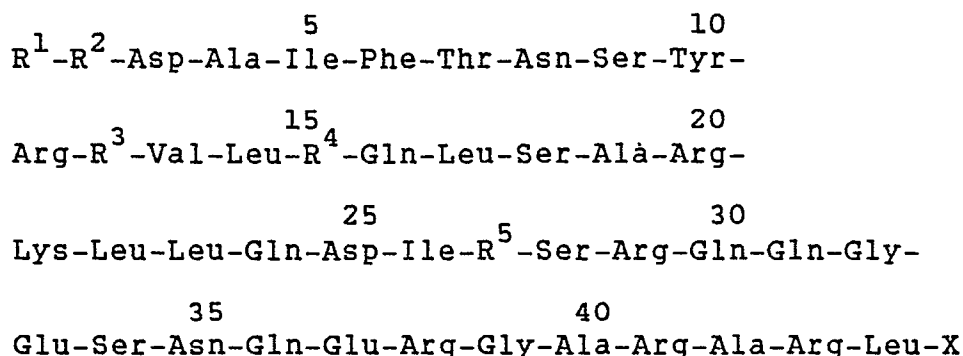 5 10
R¹-R²-Asp-Ala-Ile-Phe-Thr-Asn-Ser-Tyr-
15 20
Arg-R³-Val-Leu-R⁴-Gln-Leu-Ser-Alà-Arg-
25 30
Lys-Leu-Leu-Gln-Asp-Ile-R⁵-Ser-Arg-Gln-Gln-Gly-
35 40
Glu-Ser-Asn-Gln-Glu-Arg-Gly-Ala-Arg-Ala-Arg-Leu-X